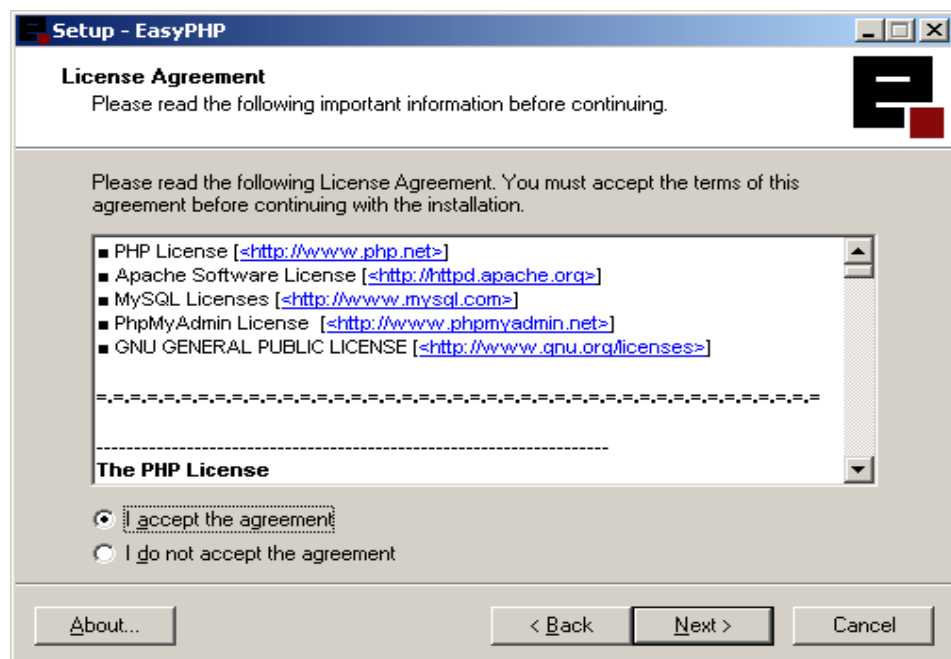 Setup - EasyPHP
License Agreement
Please read the following important information before continuing.
Please read the following License Agreement. You must accept the terms of this
agreement before continuing with the installation.
■ PHP License [<http://www.php.net>]
■ Apache Software License [<http://httpd.apache.org>]
■ MySQL Licenses [<http://www.mysql.com>]
■ PhpMyAdmin License  [<http://www.phpmyadmin.net>]
■ GNU GENERAL PUBLIC LICENSE [<http://www.gnu.org/licenses>]
=.=.=.=.=.=.=.=.=.=.=.=.=.=.=.=.=.=.=.=.=.=.=.=.=.=.=.=.=.=.=.=.=.=.=.=.=.=.=.=.=.=.=
--------------------------------------------------------------------
The PHP License
I accept the agreement
I do not accept the agreement
About...
< Back
Next >
Cancel